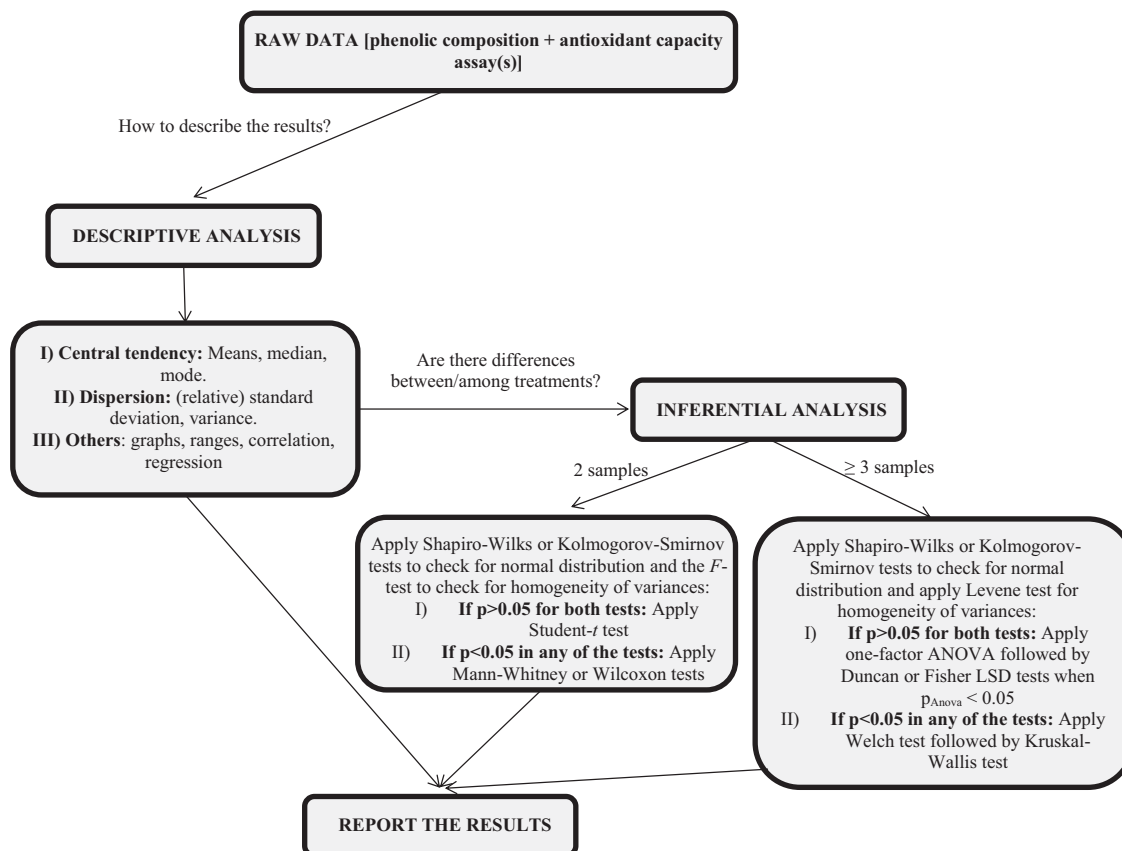 RAW DATA [phenolic composition + antioxidant capacity
assay(s)]
How to describe the results?
DESCRIPTIVE ANALYSIS
I) Central tendency: Means, median,
mode.
II) Dispersion: (relative) standard
deviation, variance.
III) Others: graphs, ranges, correlation,
regression
Are there differences
between/among treatments?
INFERENTIAL ANALYSIS
2 samples
≥ 3 samples
Apply Shapiro-Wilks or Kolmogorov-Smirnov
tests to check for normal distribution and the F-
test to check for homogeneity of variances:
I) If p>0.05 for both tests: Apply
Student-t test
II) If p<0.05 in any of the tests: Apply
Mann-Whitney or Wilcoxon tests
Apply Shapiro-Wilks or Kolmogorov-
Smirnov tests to check for normal
distribution and apply Levene test for
homogeneity of variances:
I) If p>0.05 for both tests: Apply
one-factor ANOVA followed by
Duncan or Fisher LSD tests when
pAnova < 0.05
II) If p<0.05 in any of the tests: Apply
Welch test followed by Kruskal-
Wallis test
REPORT THE RESULTS